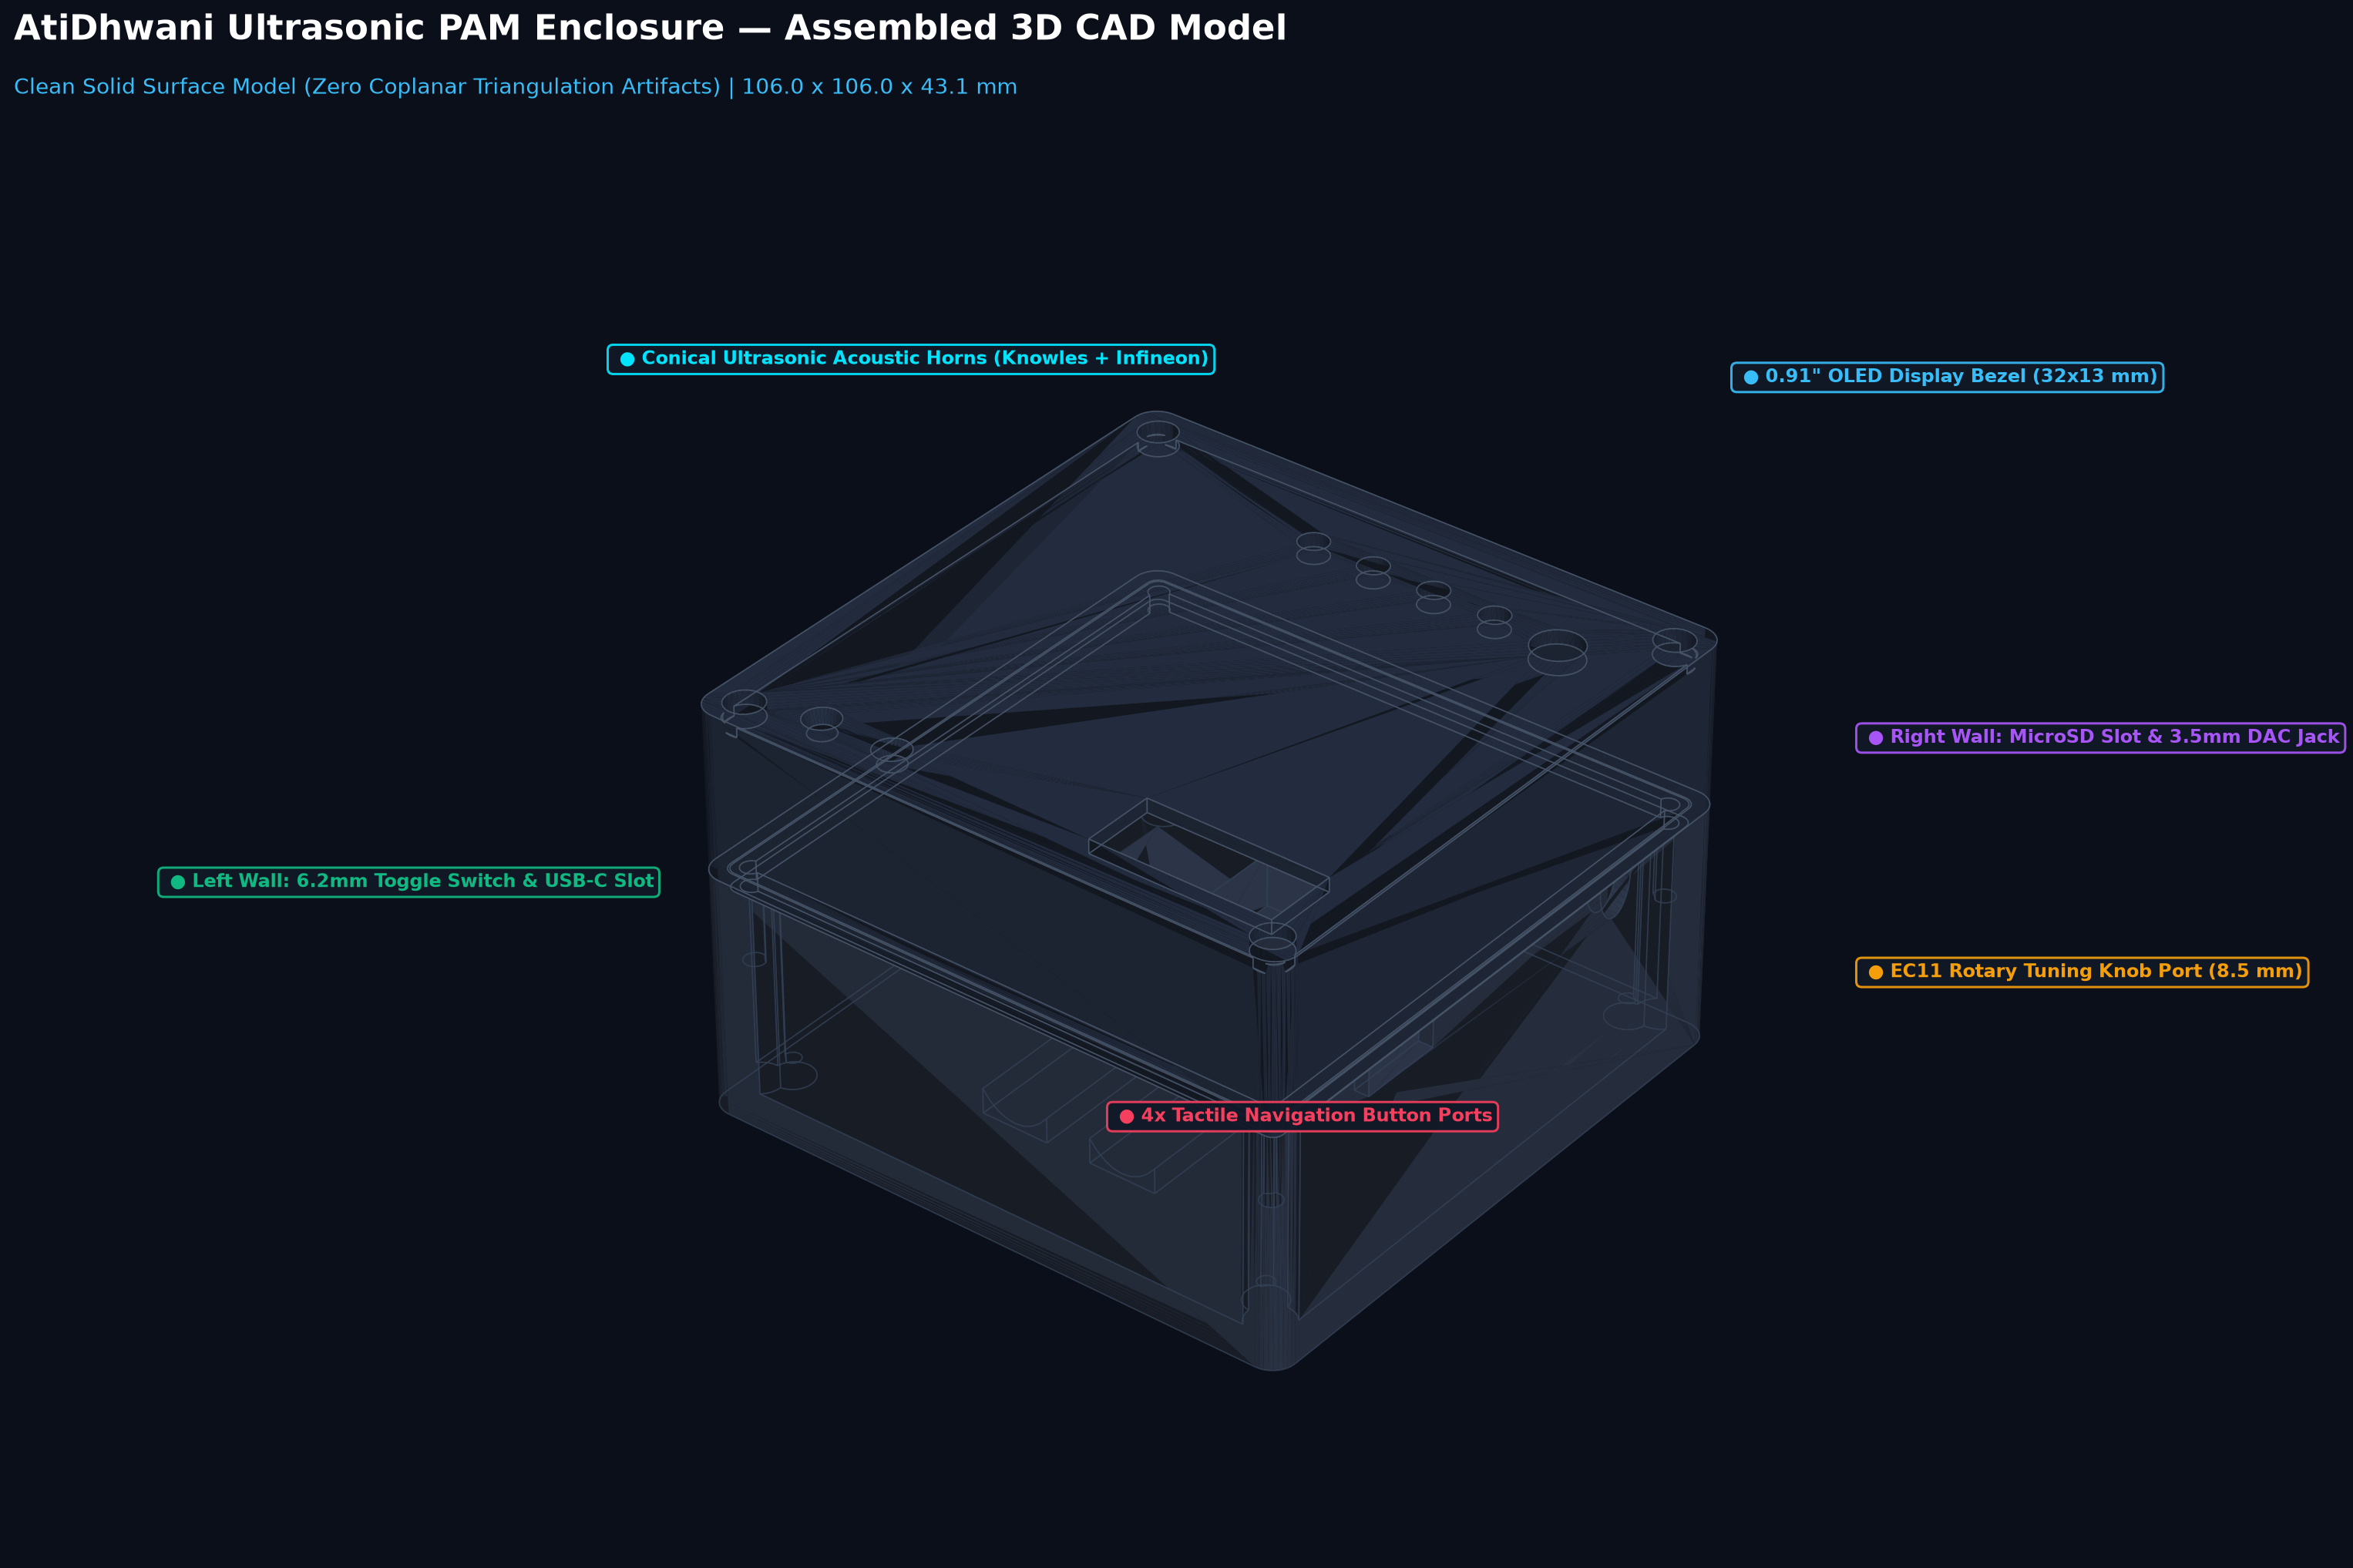 AtiDhwani Ultrasonic PAM Enclosure — Assembled 3D CAD Model
Clean Solid Surface Model (Zero Coplanar Triangulation Artifacts) | 106.0 x 106.0 x 43.1 mm
● Conical Ultrasonic Acoustic Horns (Knowles + Infineon)
● 0.91" OLED Display Bezel (32x13 mm)
● Right Wall: MicroSD Slot & 3.5mm DAC Jack
● Left Wall: 6.2mm Toggle Switch & USB-C Slot
● EC11 Rotary Tuning Knob Port (8.5 mm)
● 4x Tactile Navigation Button Ports